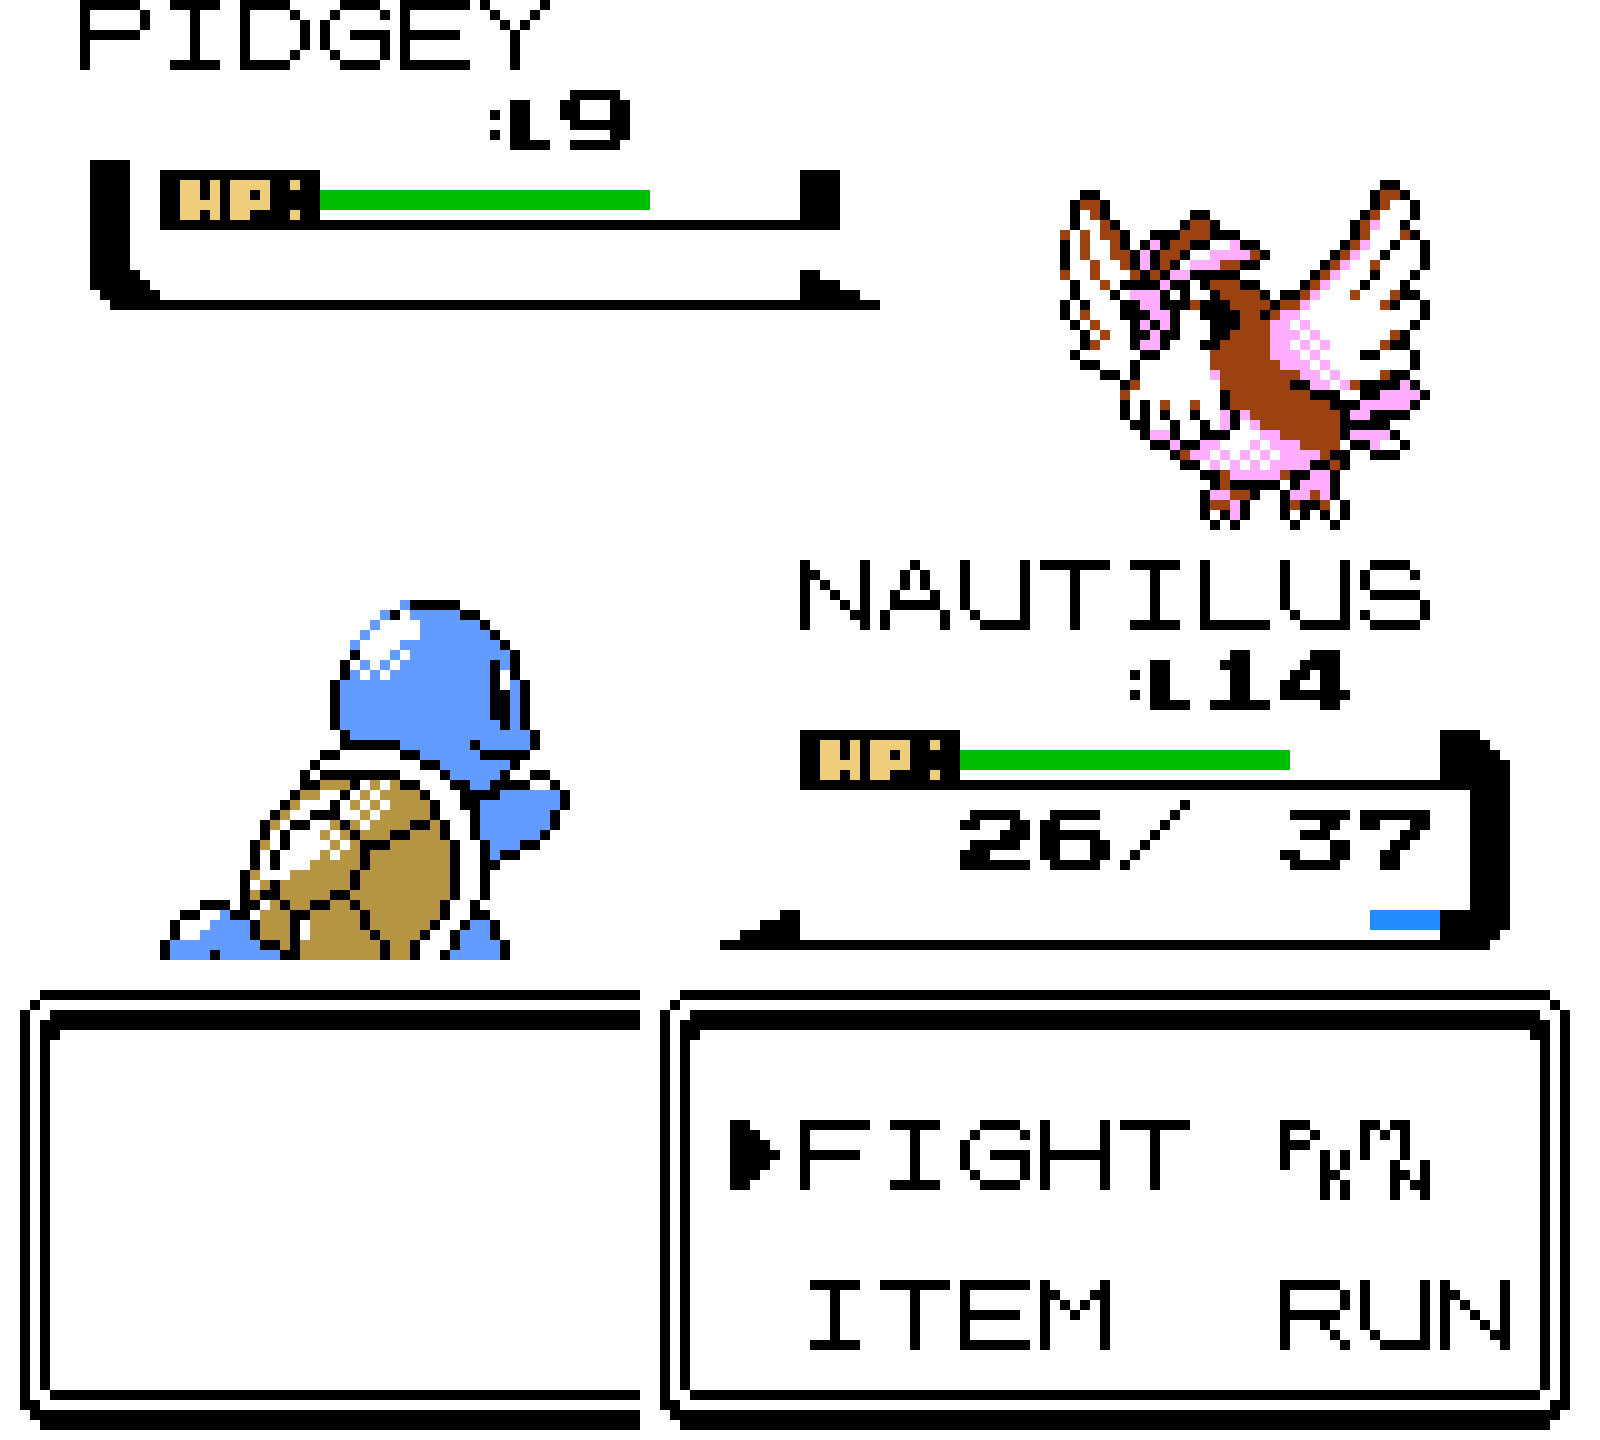 PIDGEY
:L9
HP:
NAUTILUS
:L14
HP:
26/ 37
▶FIGHT PKMN
ITEM RUN